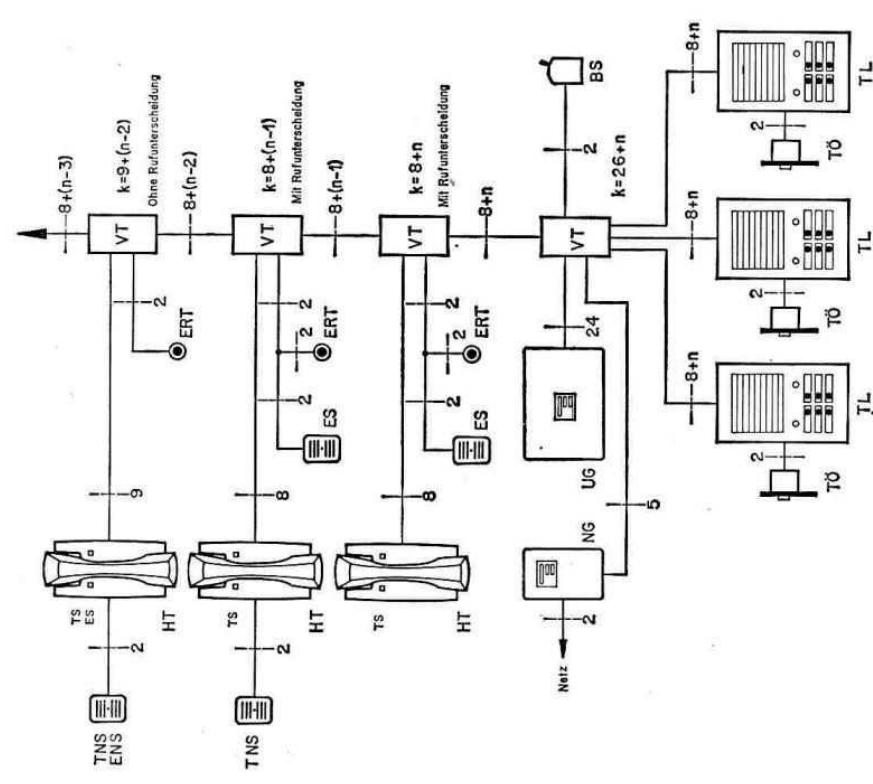 8+(n-3)
VT
k=9+(n-2)
Ohne Rufunterscheidung
2
ERT
9
TS
ES
HT
2
TNS
ENS
8+(n-2)
VT
k=8+(n-1)
Mit Rufunterscheidung
2
2
ERT
2
ES
8
TS
HT
2
TNS
8+(n-1)
VT
k=8+n
Mit Rufunterscheidung
2
2
ERT
2
ES
8
TS
HT
8+n
VT
k=26+n
2
BS
24
UG
5
NG
2
Netz
8+n
TL
2
TÖ
8+n
TL
2
TÖ
8+n
TL
2
TÖ